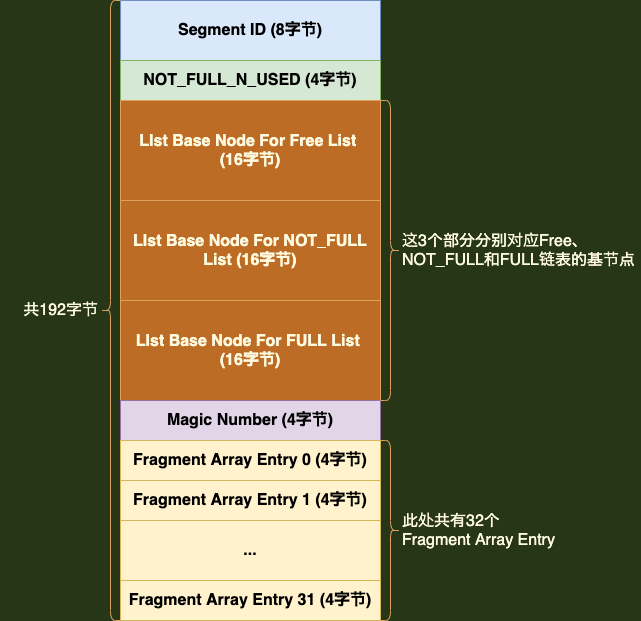 Segment ID (8字节)
NOT_FULL_N_USED (4字节)
LIst Base Node For Free List
(16字节)
LIst Base Node For NOT_FULL
List (16字节)
LIst Base Node For FULL List
(16字节)
这3个部分分别对应Free、
NOT_FULL和FULL链表的基节点
共192字节
Magic Number (4字节)
Fragment Array Entry 0 (4字节)
Fragment Array Entry 1 (4字节)
...
Fragment Array Entry 31 (4字节)
此处共有32个
Fragment Array Entry